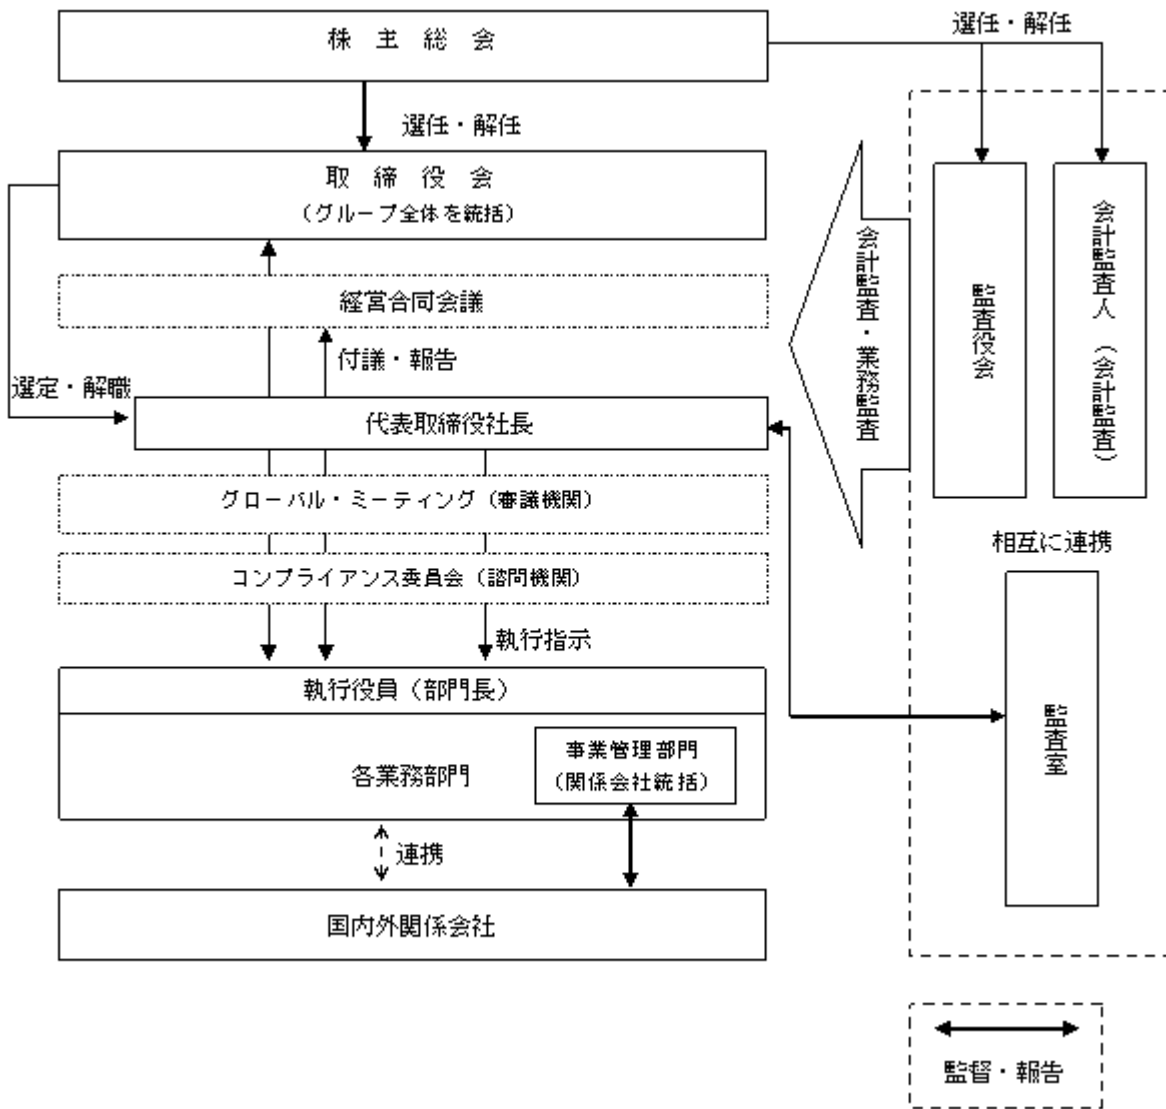 株主総会
選任・解任
選任・解任
取締役会
（グループ全体を統括）
経営合同会議
付議・報告
選定・解職
代表取締役社長
グローバル・ミーティング（審議機関）
コンプライアンス委員会（諮問機関）
執行指示
執行役員（部門長）
各業務部門
事業管理部門
（関係会社統括）
連携
国内外関係会社
会計監査・業務監査
監査役会
会計監査人（会計監査）
相互に連携
監査室
監督・報告